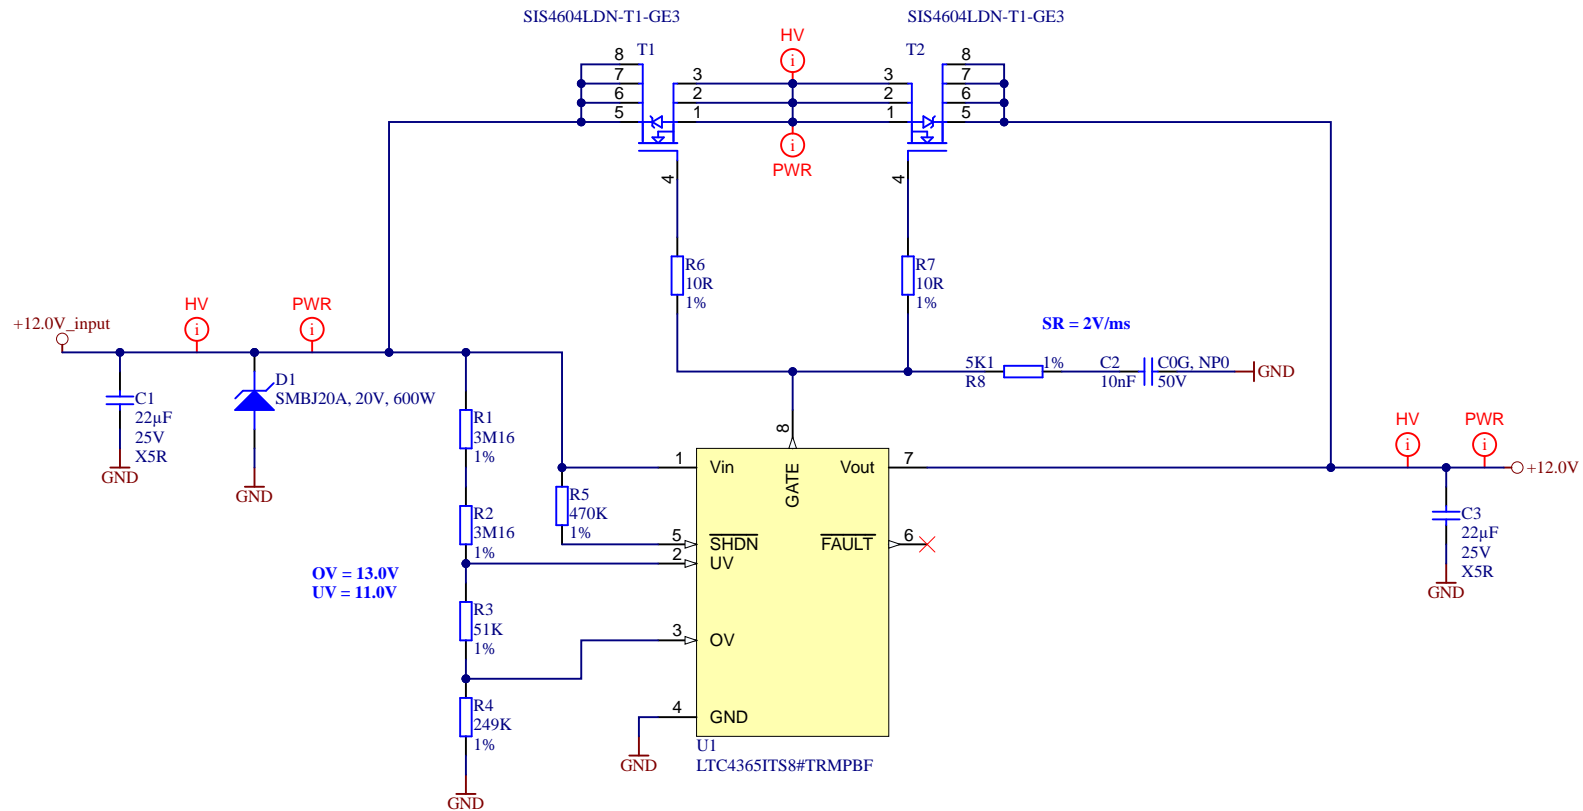 SIS4604LDN-T1-GE3
SIS4604LDN-T1-GE3
T1
HV
i
T2
8
7
6
5
3
2
1
3
2
1
8
7
6
5
i
PWR
4
4
R6
10R
1%
R7
10R
1%
SR = 2V/ms
+12.0V_input
HV
i
PWR
i
5K1
R8
1%
C2
10nF
C0G, NP0
50V
GND
D1
SMBJ20A, 20V, 600W
C1
22µF
25V
X5R
GND
GND
R1
3M16
1%
R2
3M16
1%
R5
470K
1%
OV = 13.0V
UV = 11.0V
R3
51K
1%
R4
249K
1%
GND
8
GATE
1
Vin
Vout
7
5
SHDN
FAULT
6
2
UV
3
OV
4
GND
GND
U1
LTC4365ITS8#TRMPBF
HV
i
PWR
i
+12.0V
C3
22µF
25V
X5R
GND